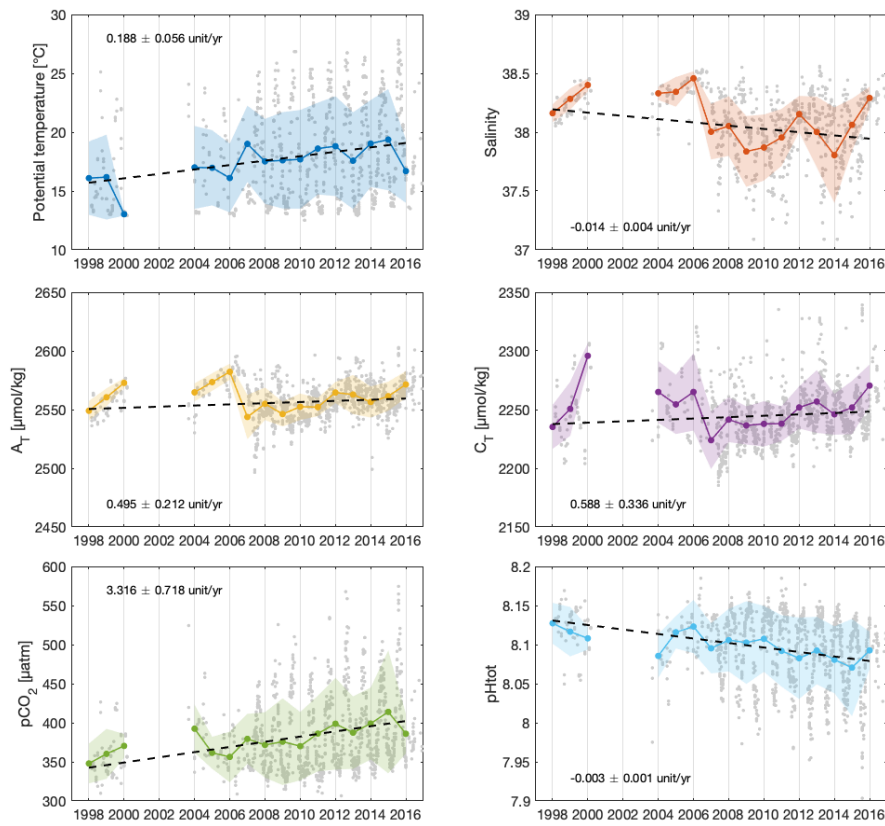 Potential temperature [°C]
30
25
20
15
10
0.188 ± 0.056 unit/yr
1998 2000 2002 2004 2006 2008 2010 2012 2014 2016
Salinity
39
38.5
38
37.5
37
-0.014 ± 0.004 unit/yr
1998 2000 2002 2004 2006 2008 2010 2012 2014 2016
A_T [μmol/kg]
2650
2600
2550
2500
2450
0.495 ± 0.212 unit/yr
1998 2000 2002 2004 2006 2008 2010 2012 2014 2016
C_T [μmol/kg]
2350
2300
2250
2200
2150
0.588 ± 0.336 unit/yr
1998 2000 2002 2004 2006 2008 2010 2012 2014 2016
pCO₂ [μatm]
600
550
500
450
400
350
300
3.316 ± 0.718 unit/yr
1998 2000 2002 2004 2006 2008 2010 2012 2014 2016
pHtot
8.2
8.15
8.1
8.05
8
7.95
7.9
-0.003 ± 0.001 unit/yr
1998 2000 2002 2004 2006 2008 2010 2012 2014 2016